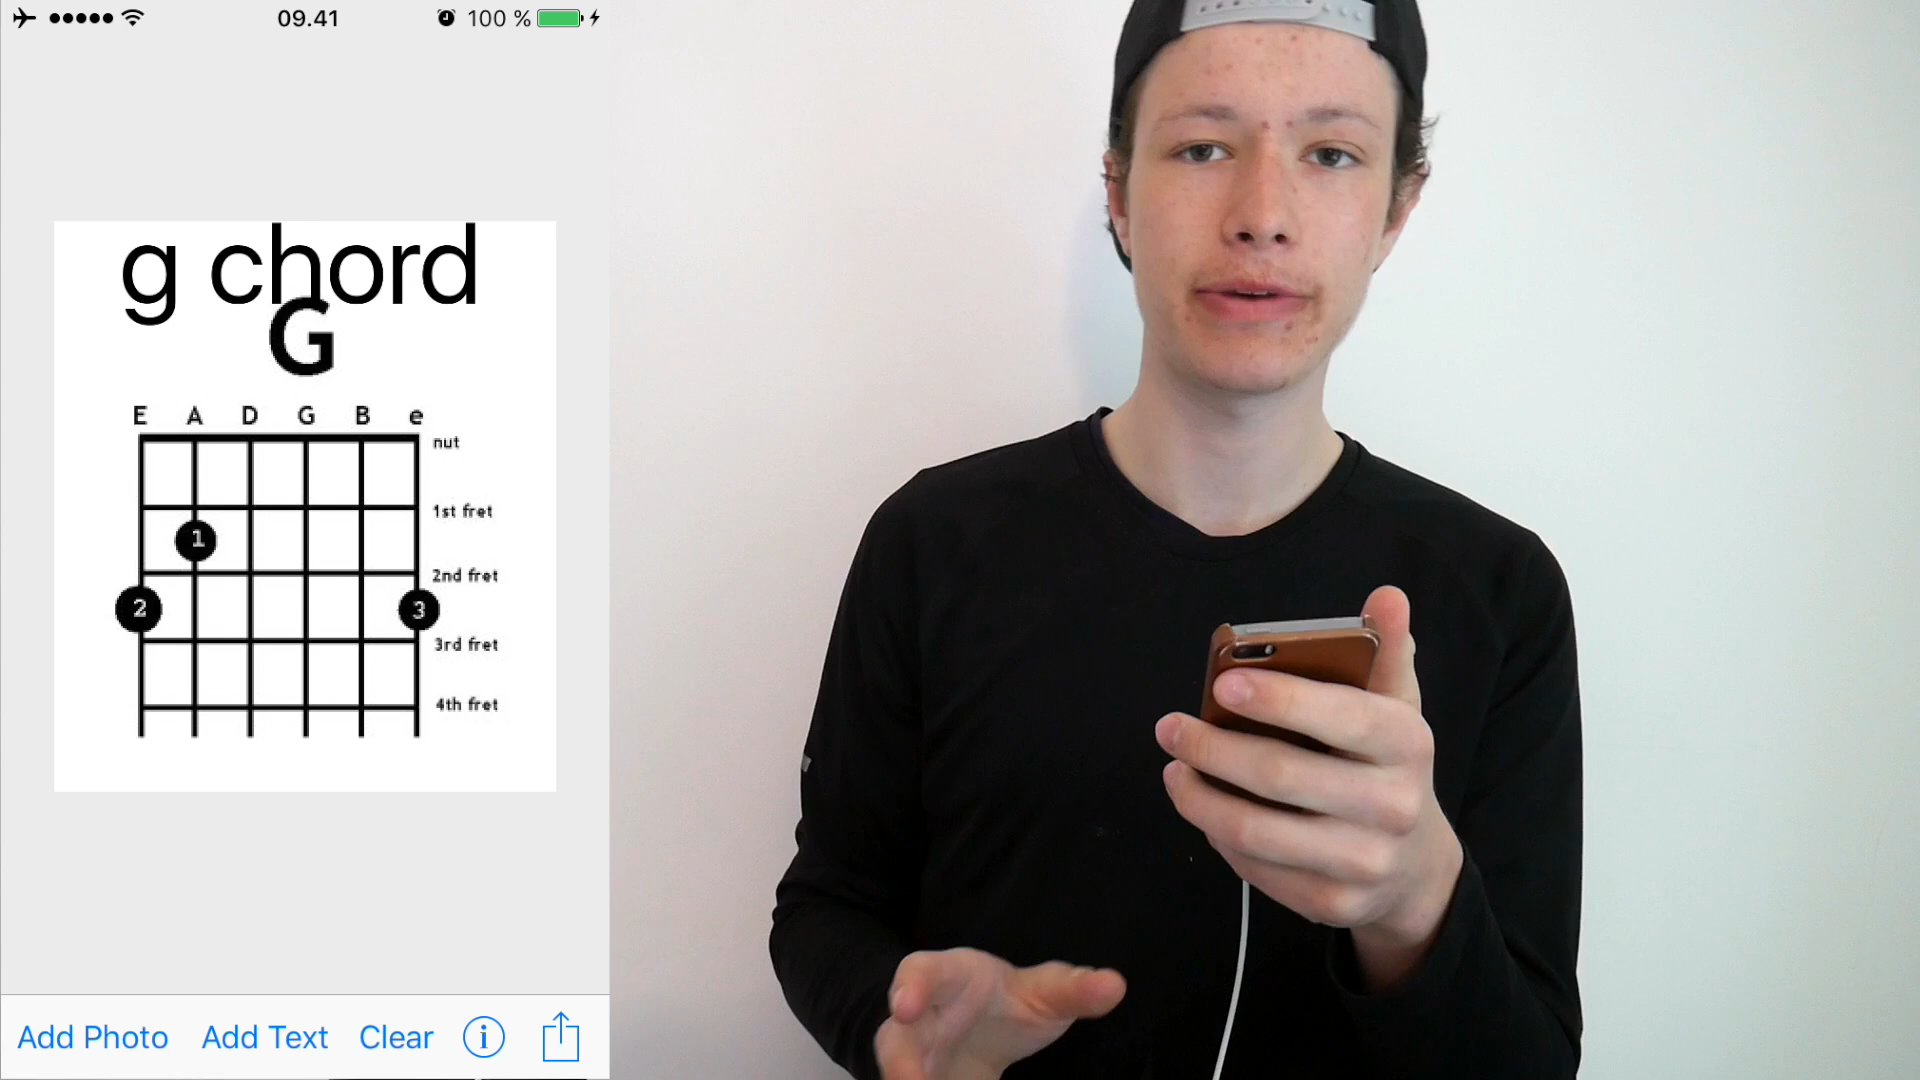 09.41
100 %
g chord
G
E A D G B e
nut
1st fret
1
2nd fret
2 3
3rd fret
4th fret
Add Photo Add Text Clear i